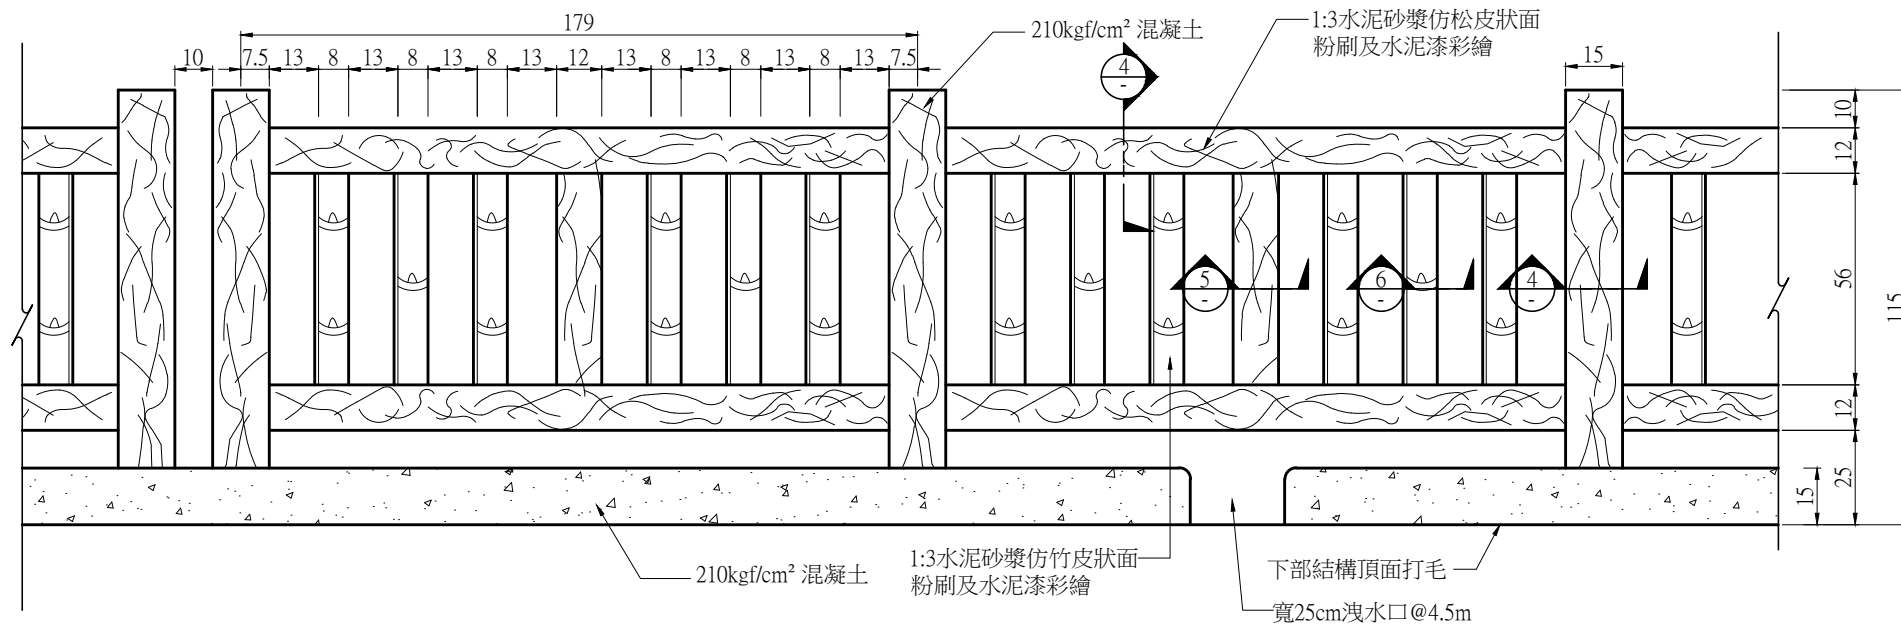 179
210kgf/cm² 混凝土
1:3水泥砂漿仿松皮狀面
粉刷及水泥漆彩繪
10 7.5 13 8 13 8 13 8 13 12 13 8 13 8 13 8 13 7.5
4
-
15
10
12
56
12
25
15
115
5
-
6
-
4
-
210kgf/cm² 混凝土
1:3水泥砂漿仿竹皮狀面
粉刷及水泥漆彩繪
下部結構頂面打毛
寬25cm洩水口@4.5m